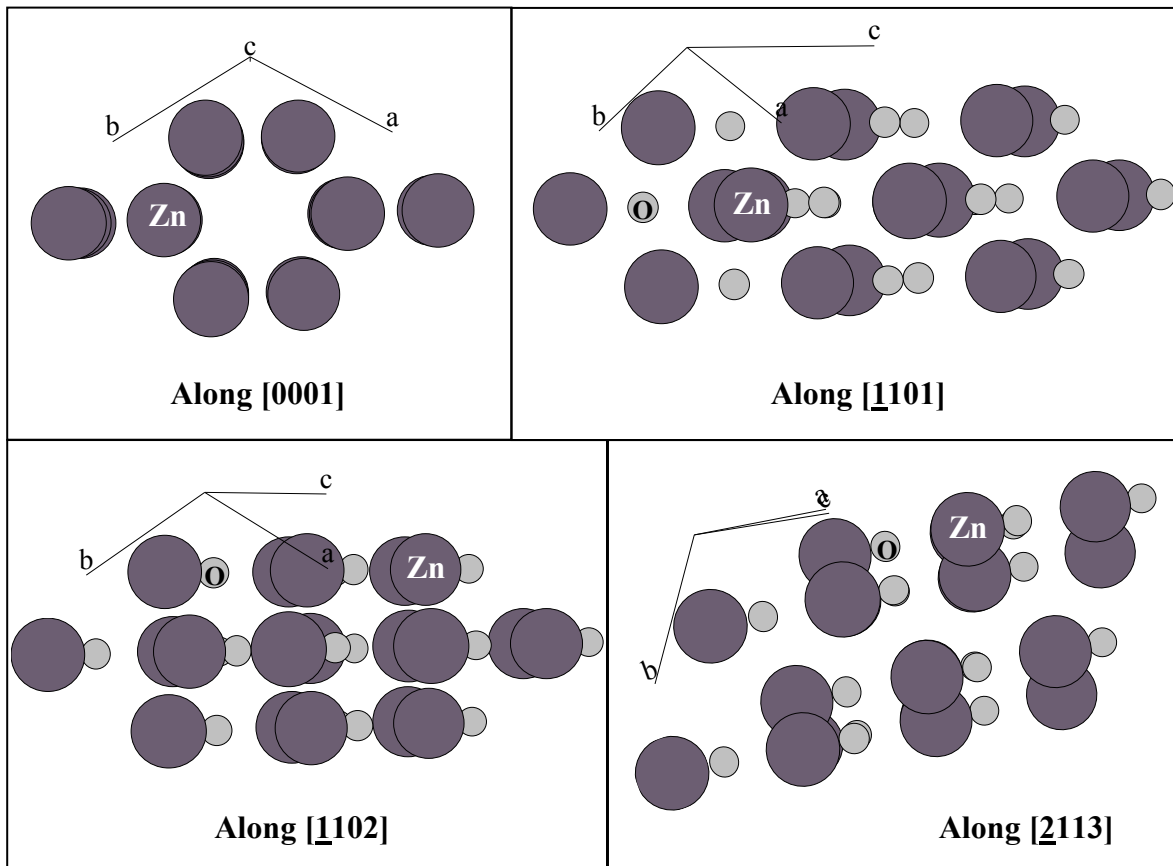 c
b
a
Zn
Along [0001]
c
b
a
O
Zn
Along [1101]
c
b
a
O
Zn
Along [1102]
a
c
b
O
Zn
Along [2113]